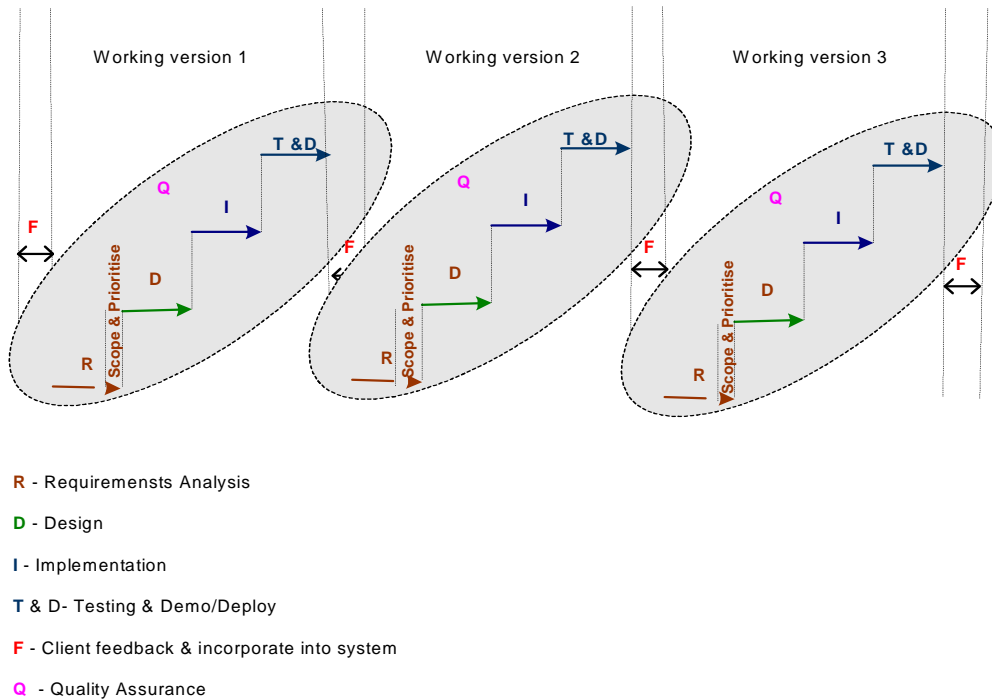 Working version 1
Working version 2
Working version 3
T &D
Q
I
F
D
Scope & Prioritise
R
T &D
Q
I
F
D
Scope & Prioritise
R
T &D
Q
I
F
D
Scope & Prioritise
R
F
R - Requiremensts Analysis
D - Design
I - Implementation
T & D- Testing & Demo/Deploy
F - Client feedback & incorporate into system
Q - Quality Assurance